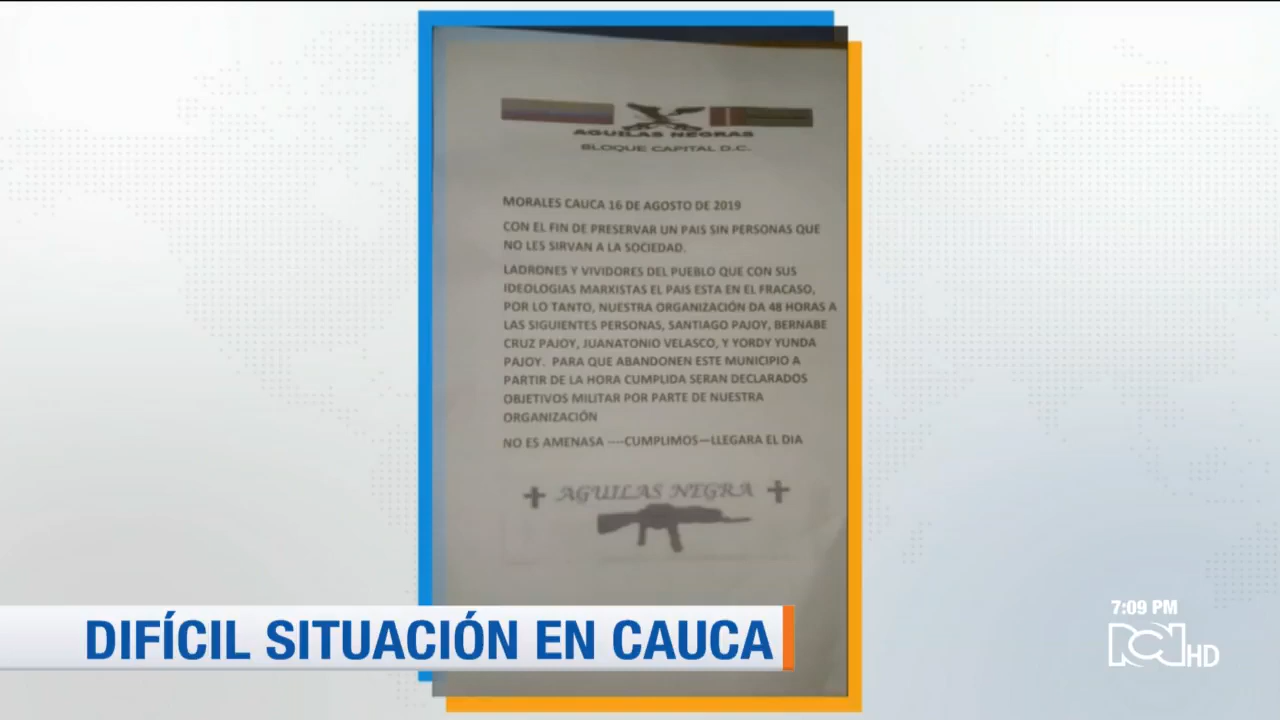 AGUILAS NEGRAS
BLOQUE CAPITAL D.C.
MORALES CAUCA 16 DE AGOSTO DE 2019
CON EL FIN DE PRESERVAR UN PAIS SIN PERSONAS QUE
NO LES SIRVAN A LA SOCIEDAD.
LADRONES Y VIVIDORES DEL PUEBLO QUE CON SUS
IDEOLOGIAS MARXISTAS EL PAIS ESTA EN EL FRACASO,
POR LO TANTO, NUESTRA ORGANIZACIÓN DA 48 HORAS A
LAS SIGUIENTES PERSONAS, SANTIAGO PAJOY, BERNABE
CRUZ PAJOY, JUANATONIO VELASCO, Y YORDY YUNDA
PAJOY. PARA QUE ABANDONEN ESTE MUNICIPIO A
PARTIR DE LA HORA CUMPLIDA SERAN DECLARADOS
OBJETIVOS MILITAR POR PARTE DE NUESTRA
ORGANIZACIÓN
NO ES AMENASA ----CUMPLIMOS—LLEGARA EL DIA
AGUILAS NEGRA
DIFÍCIL SITUACIÓN EN CAUCA
7:09 PM
RCN HD